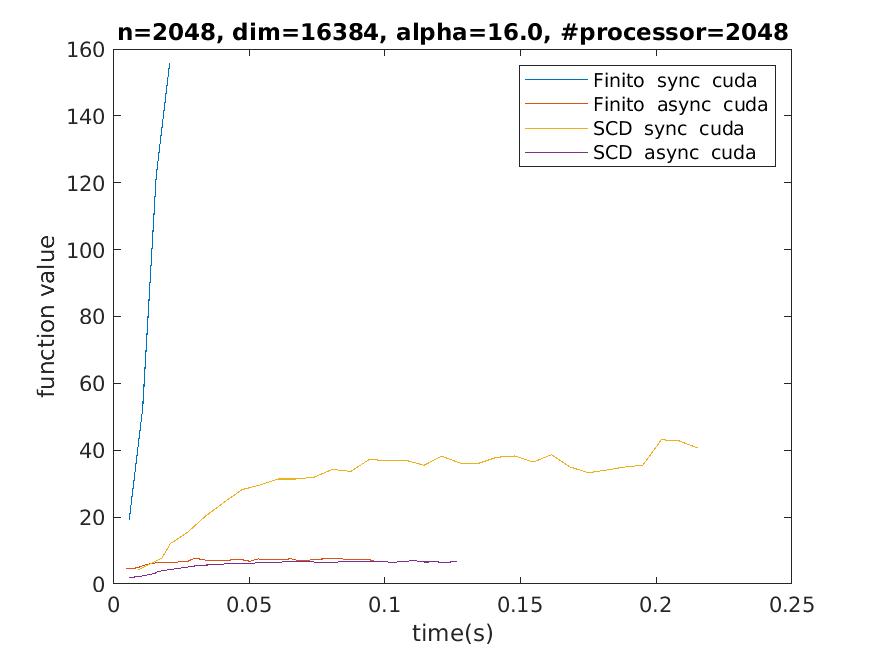 n=2048, dim=16384, alpha=16.0, #processor=2048
160
140
120
100
80
60
40
20
0
function value
Finito sync cuda
Finito async cuda
SCD sync cuda
SCD async cuda
0 0.05 0.1 0.15 0.2 0.25
time(s)